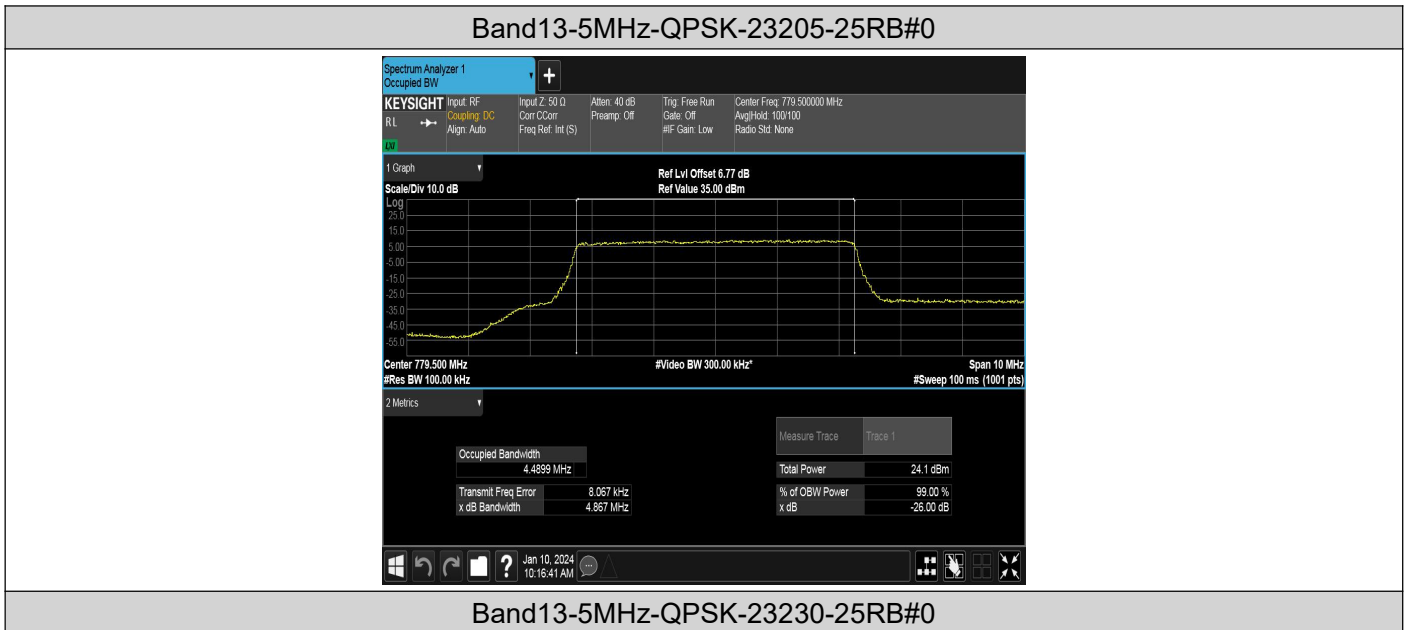 Band13-5MHz-QPSK-23205-25RB#0
Spectrum Analyzer 1
Occupied BW
+
KEYSIGHT
RL
LXI
Input: RF
Coupling: DC
Align: Auto
Input Z: 50 Ω
Corr CCorr
Freq Ref: Int (S)
Atten: 40 dB
Preamp: Off
Trig: Free Run
Gate: Off
#IF Gain: Low
Center Freq: 779.500000 MHz
Avg|Hold: 100/100
Radio Std: None
1 Graph
Scale/Div 10.0 dB
Ref Lvl Offset 6.77 dB
Ref Value 35.00 dBm
Log
25.0
15.0
5.00
-5.00
-15.0
-25.0
-35.0
-45.0
-55.0
Center 779.500 MHz
#Video BW 300.00 kHz*
Span 10 MHz
#Res BW 100.00 kHz
#Sweep 100 ms (1001 pts)
2 Metrics
Measure Trace Trace 1
Occupied Bandwidth
4.4899 MHz
Total Power 24.1 dBm
Transmit Freq Error 8.067 kHz
% of OBW Power 99.00 %
x dB Bandwidth 4.867 MHz
x dB -26.00 dB
?
Jan 10, 2024
10:16:41 AM
Band13-5MHz-QPSK-23230-25RB#0